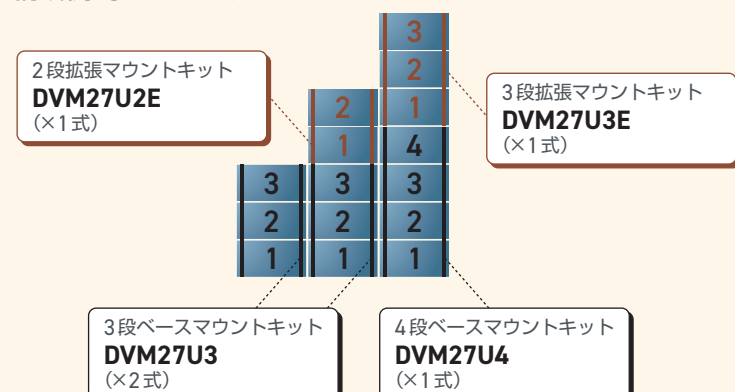 3
2
2段拡張マウントキット
DVM27U2E
(×1式)
3段拡張マウントキット
DVM27U3E
(×1式)
2 1
1 4
3 3 3
2 2 2
1 1 1
3段ベースマウントキット
DVM27U3
(×2式)
4段ベースマウントキット
DVM27U4
(×1式)